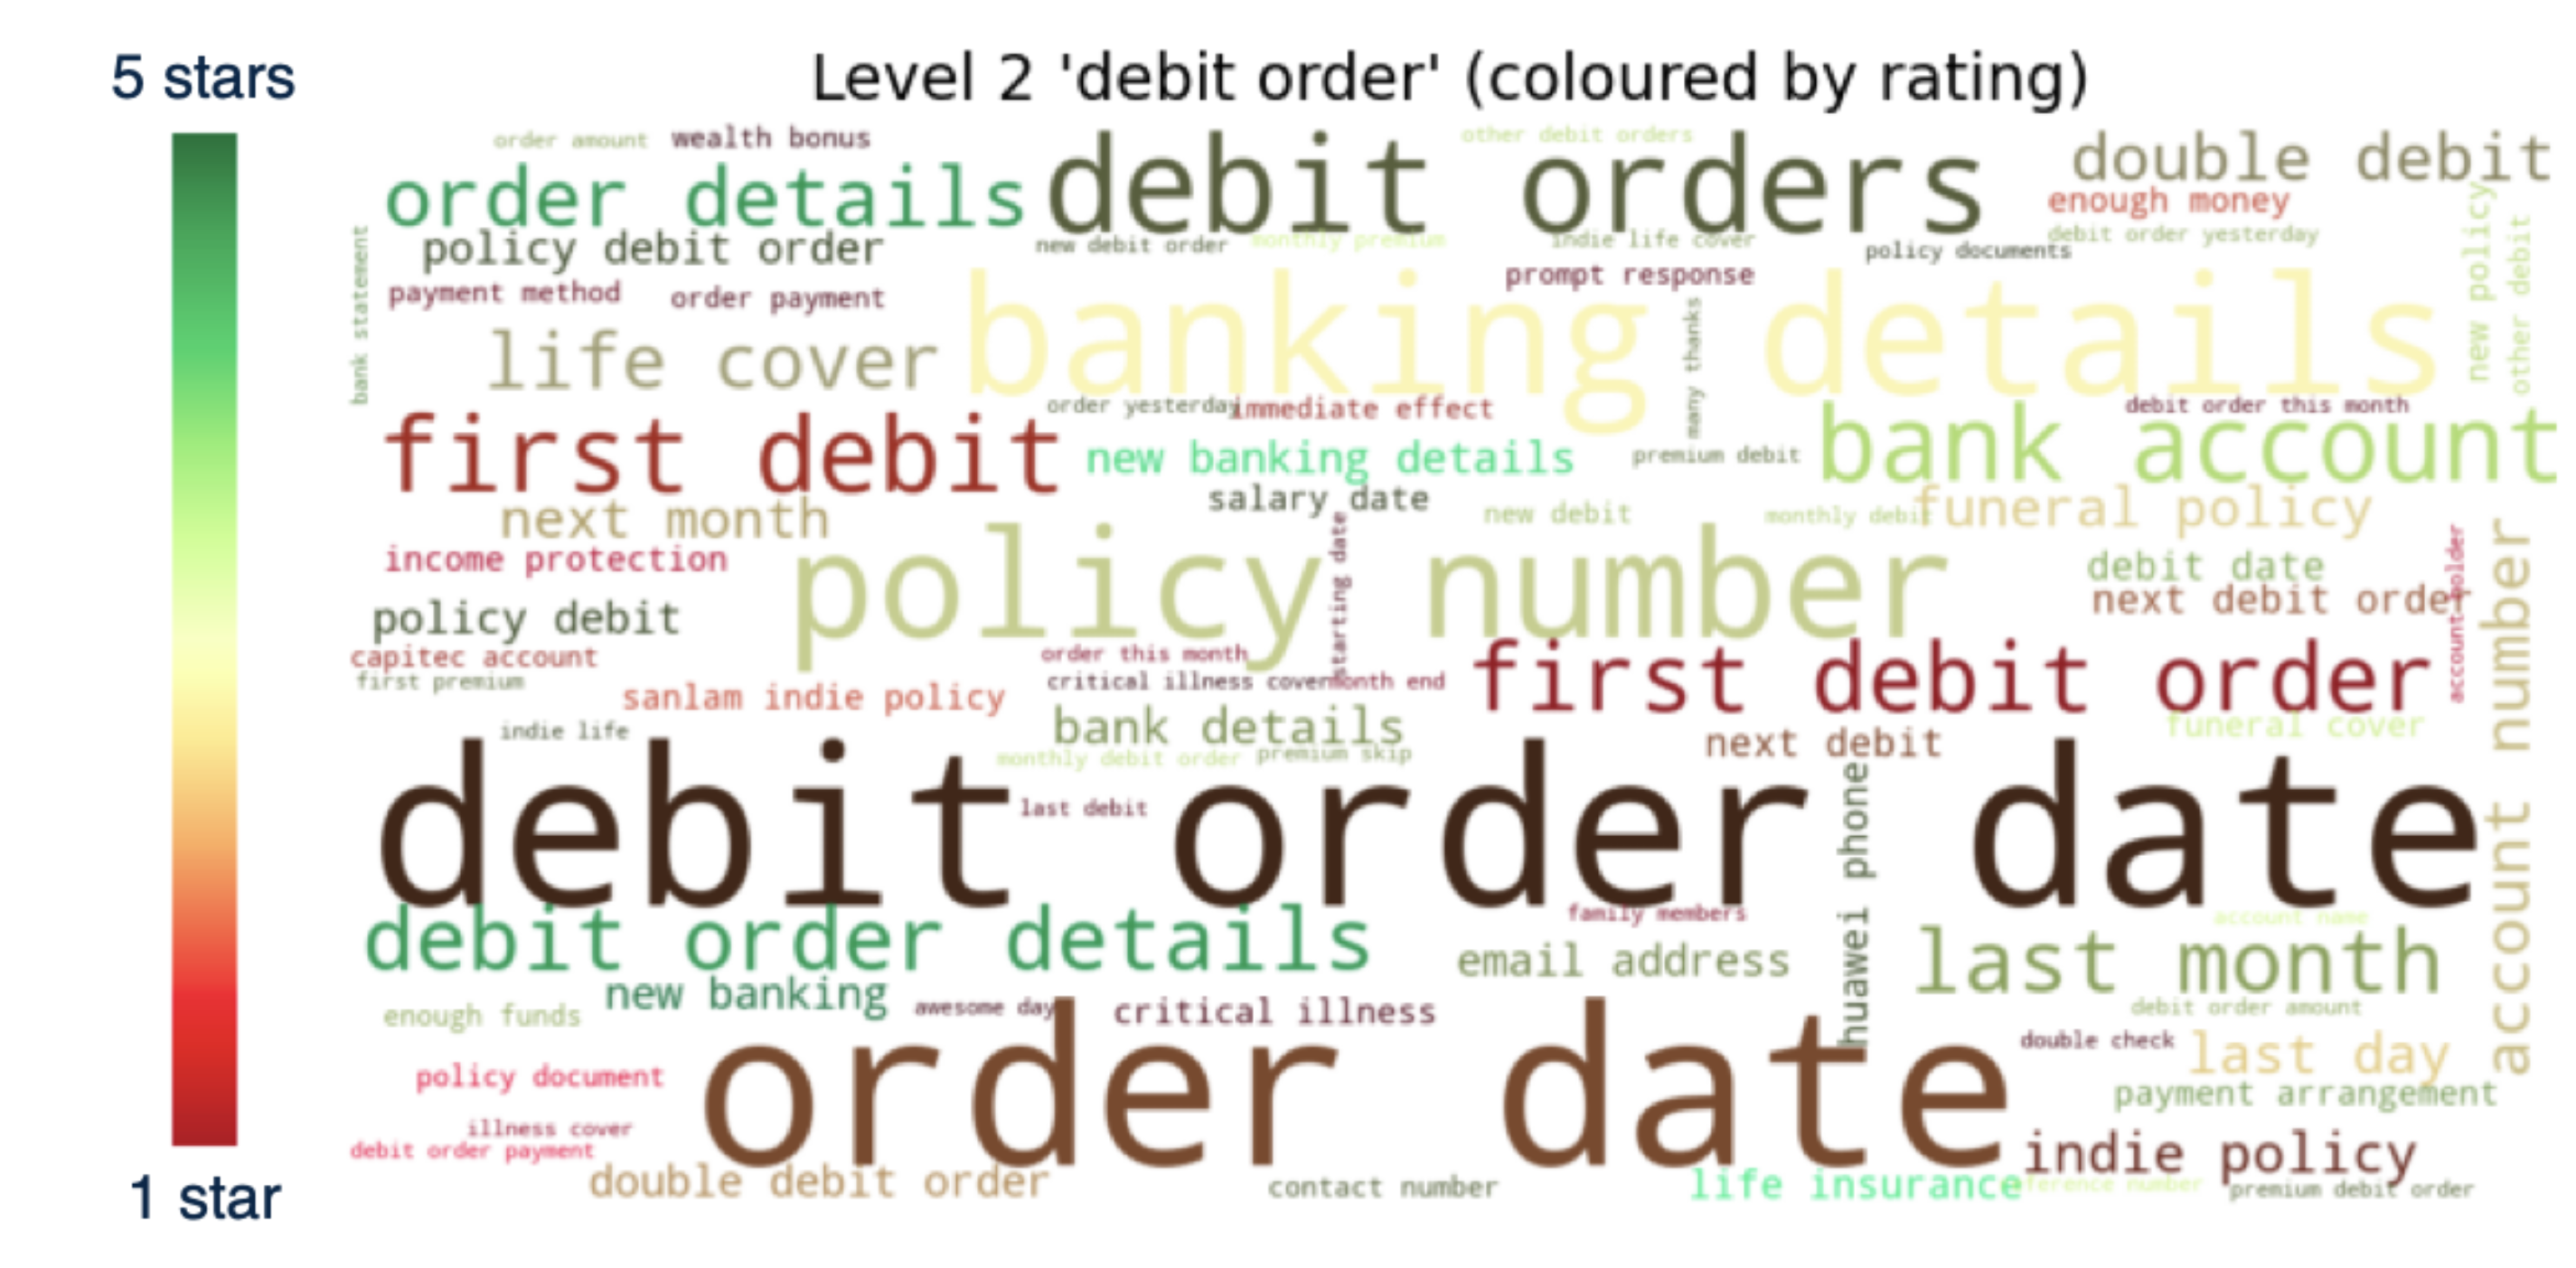 5 stars
1 star
Level 2 'debit order' (coloured by rating)
order amount
wealth bonus
other debit orders
debit orders
double debit
order details
enough money
policy debit order
new debit order
monthly premium
indie life cover
policy documents
debit order yesterday
new policy
other debit
bank statement
payment method
order payment
prompt response
banking details
many thanks
life cover
order yesterday
immediate effect
debit order this month
first debit
new banking details
premium debit
bank account
salary date
next month
new debit
monthly debit
funeral policy
income protection
policy number
starting date
debit date
next debit order
account holder
account number
policy debit
capitec account
order this month
first premium
critical illness cover
month end
first debit order
sanlam indie policy
bank details
funeral cover
indie life
next debit
monthly debit order
premium skip
debit order date
last debit
huawei phone
debit order details
family members
account name
email address
last month
new banking
enough funds
awesome day
critical illness
debit order amount
order date
double check
last day
policy document
payment arrangement
illness cover
debit order payment
indie policy
double debit order
contact number
life insurance
premium debit order